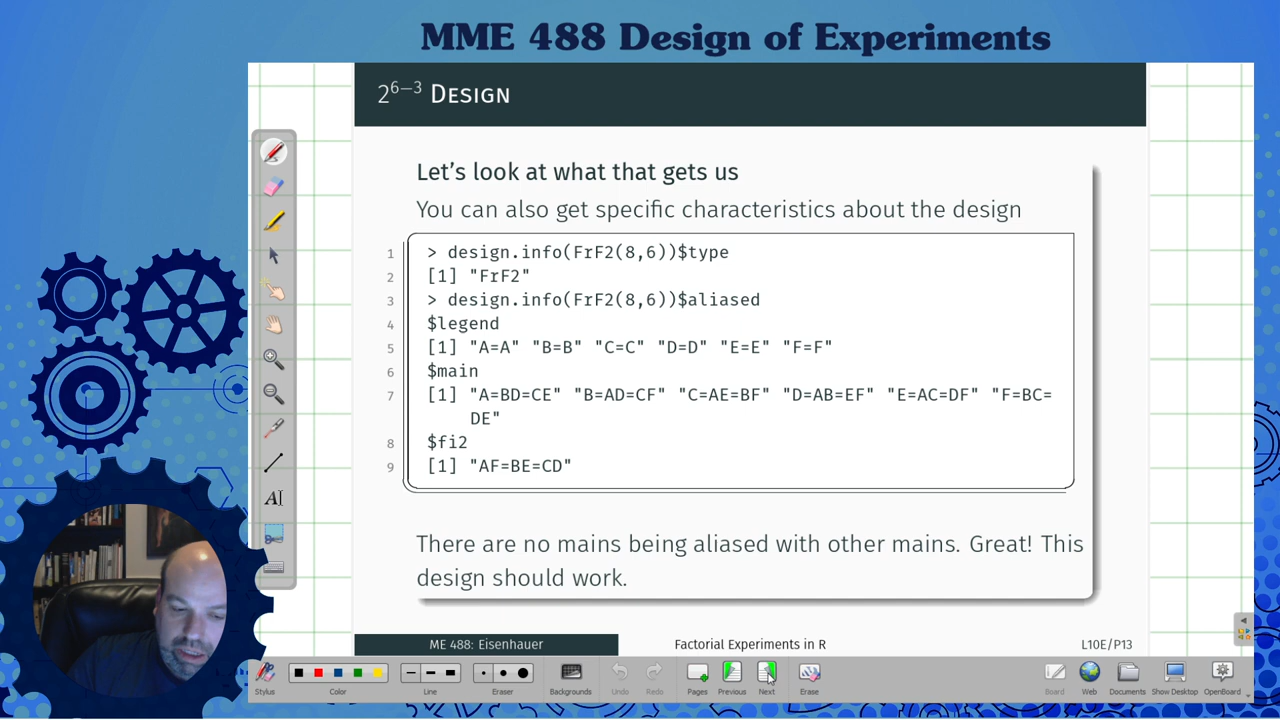 MME 488 Design of Experiments
2⁶⁻³ DESIGN
Let's look at what that gets us
You can also get specific characteristics about the design
1 > design.info(FrF2(8,6))$type
2 [1] "FrF2"
3 > design.info(FrF2(8,6))$aliased
4 $legend
5 [1] "A=A" "B=B" "C=C" "D=D" "E=E" "F=F"
6 $main
7 [1] "A=BD=CE" "B=AD=CF" "C=AE=BF" "D=AB=EF" "E=AC=DF" "F=BC=
DE"
8 $fi2
9 [1] "AF=BE=CD"
There are no mains being aliased with other mains. Great! This
design should work.
ME 488: Eisenhauer Factorial Experiments in R L10E/P13
AI
Stylus Color Line Eraser Backgrounds Undo Redo Pages Previous Next Erase Board Web Documents Show Desktop OpenBoard